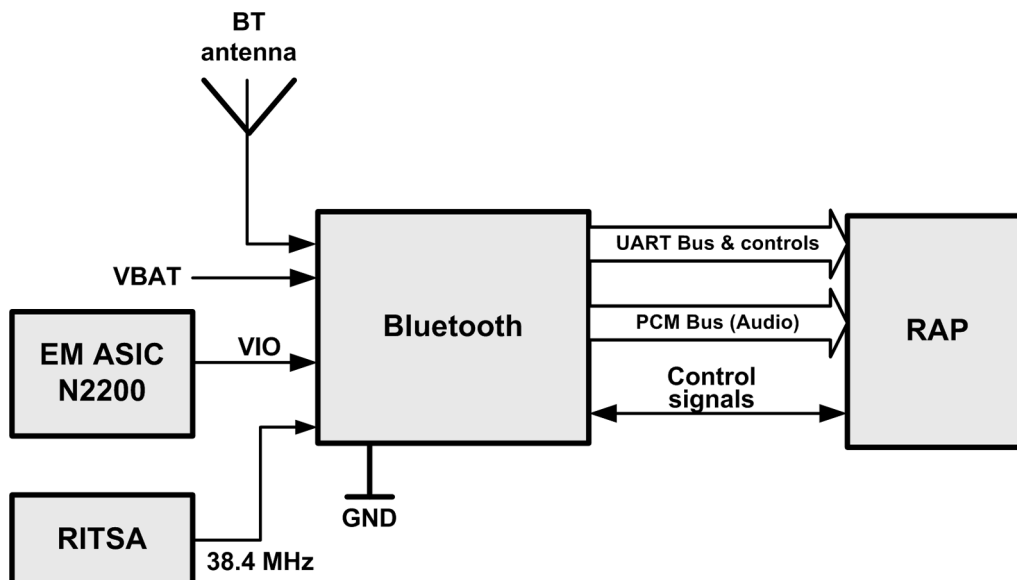 BT
antenna
UART Bus & controls
VBAT
PCM Bus (Audio)
Bluetooth
RAP
EM ASIC
N2200
VIO
Control
signals
GND
RITSA
38.4 MHz